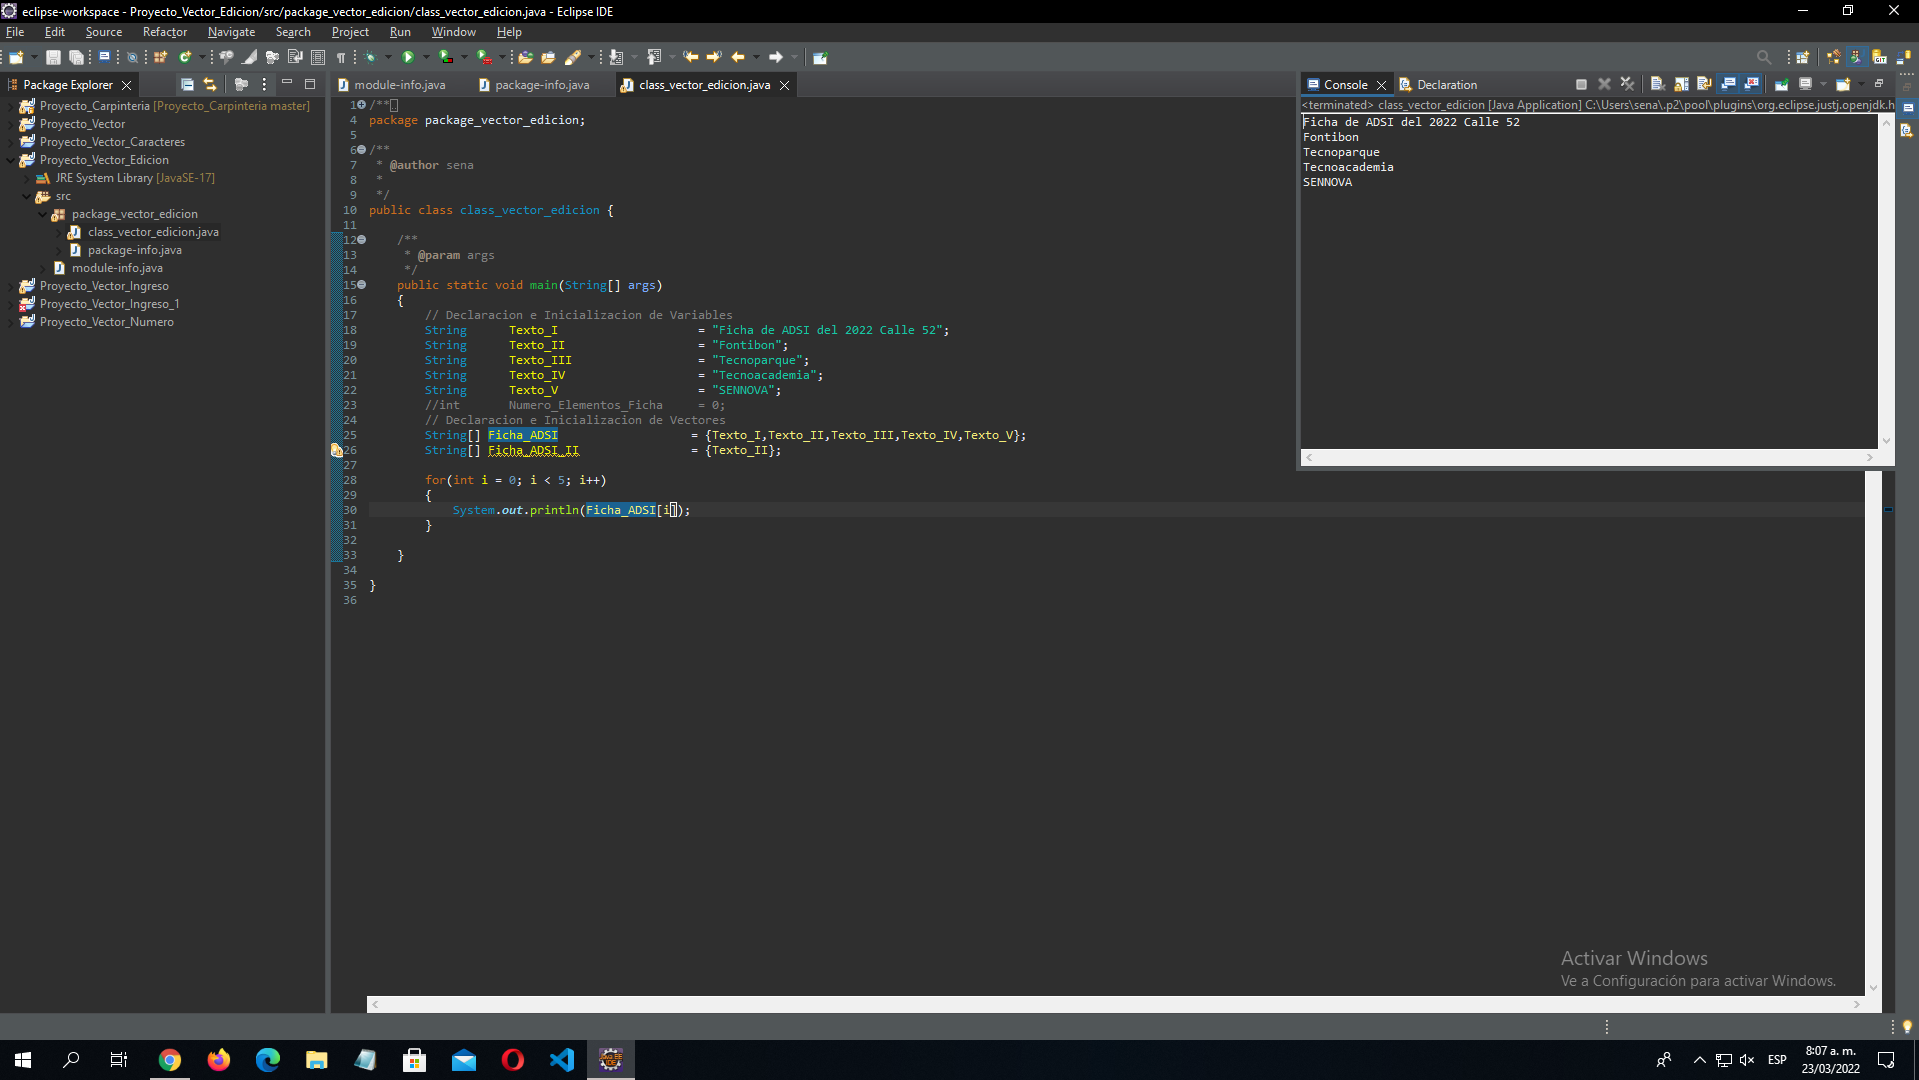 eclipse-workspace - Proyecto_Vector_Edicion/src/package_vector_edicion/class_vector_edicion.java - Eclipse IDE
File Edit Source Refactor Navigate Search Project Run Window Help
Package Explorer
Proyecto_Carpinteria [Proyecto_Carpinteria master]
Proyecto_Vector
Proyecto_Vector_Caracteres
Proyecto_Vector_Edicion
JRE System Library [JavaSE-17]
src
package_vector_edicion
class_vector_edicion.java
package-info.java
module-info.java
Proyecto_Vector_Ingreso
Proyecto_Vector_Ingreso_1
Proyecto_Vector_Numero
module-info.java package-info.java class_vector_edicion.java
1 /**
4 package package_vector_edicion;
5
6 /**
7 * @author sena
8 *
9 */
10 public class class_vector_edicion {
11
12 /**
13 * @param args
14 */
15 public static void main(String[] args)
16 {
17 // Declaracion e Inicializacion de Variables
18 String Texto_I = "Ficha de ADSI del 2022 Calle 52";
19 String Texto_II = "Fontibon";
20 String Texto_III = "Tecnoparque";
21 String Texto_IV = "Tecnoacademia";
22 String Texto_V = "SENNOVA";
23 //int Numero_Elementos_Ficha = 0;
24 // Declaracion e Inicializacion de Vectores
25 String[] Ficha_ADSI = {Texto_I,Texto_II,Texto_III,Texto_IV,Texto_V};
26 String[] Ficha_ADSI_II = {Texto_II};
27
28 for(int i = 0; i < 5; i++)
29 {
30 System.out.println(Ficha_ADSI[i]);
31 }
32
33 }
34
35 }
36
Console Declaration
<terminated> class_vector_edicion [Java Application] C:\Users\sena\.p2\pool\plugins\org.eclipse.justj.openjdk.h
Ficha de ADSI del 2022 Calle 52
Fontibon
Tecnoparque
Tecnoacademia
SENNOVA
Activar Windows
Ve a Configuración para activar Windows.
ESP
8:07 a. m.
23/03/2022